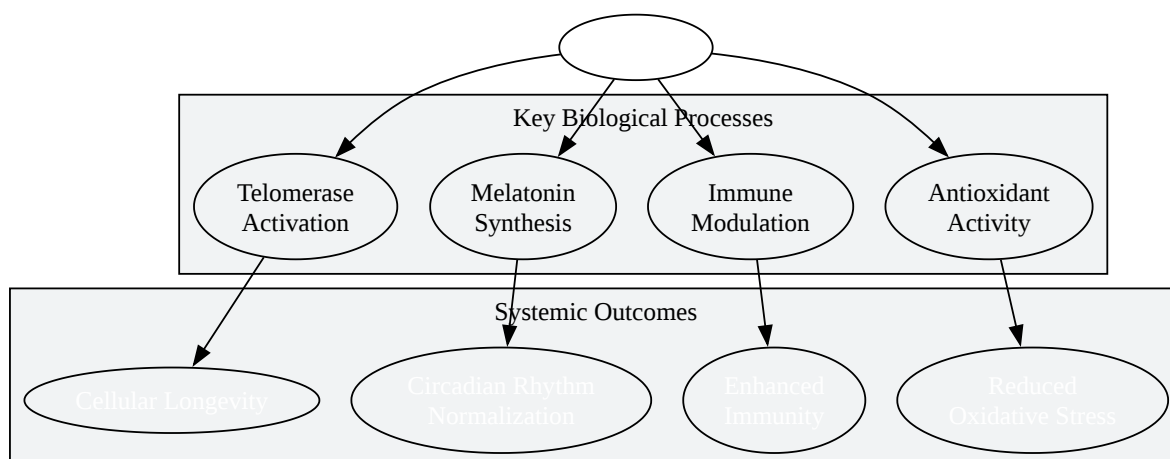 Key Biological Processes
Telomerase
Activation
Melatonin
Synthesis
Immune
Modulation
Antioxidant
Activity
Systemic Outcomes
Cellular Longevity
Circadian Rhythm
Normalization
Enhanced
Immunity
Reduced
Oxidative Stress